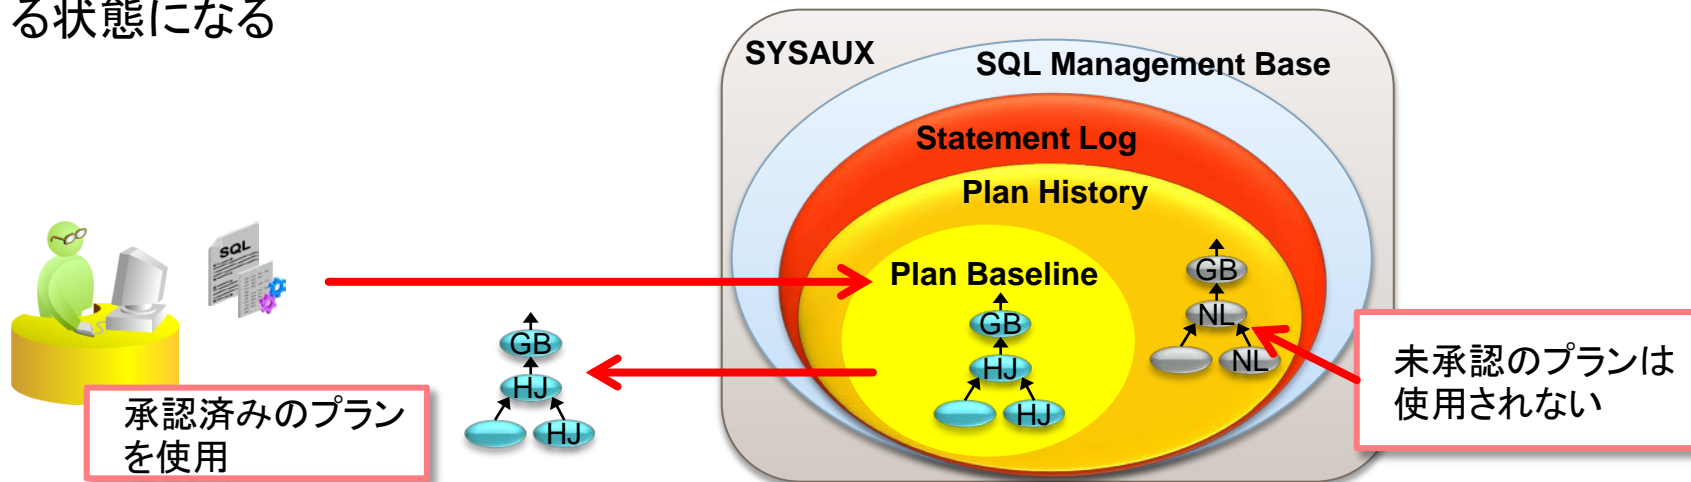 る状態になる
SYSAUX
SQL Management Base
Statement Log
Plan History
Plan Baseline
SQL
GB
HJ
HJ
GB
HJ
HJ
GB
NL
NL
承認済みのプラン
を使用
未承認のプランは
使用されない